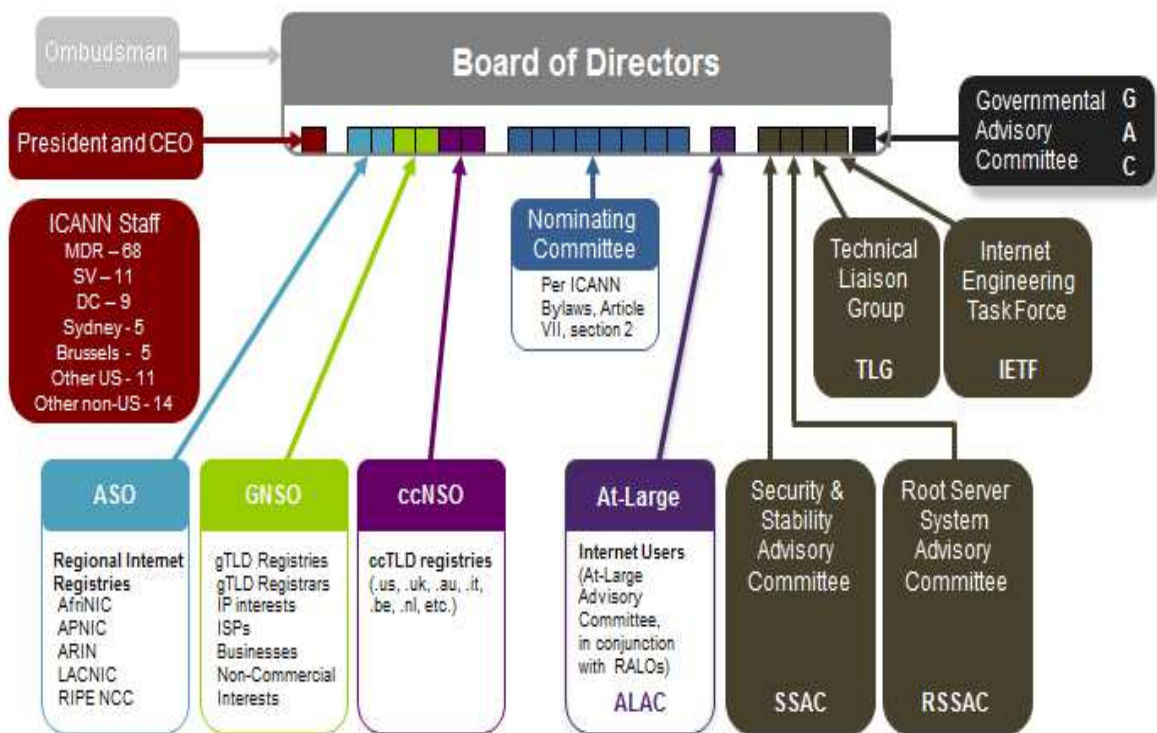 Ombudsman
Board of Directors
President and CEO
Governmental
Advisory
Committee
G
A
C
ICANN Staff
MDR – 68
SV – 11
DC – 9
Sydney - 5
Brussels - 5
Other US - 11
Other non-US - 14
Nominating
Committee
Per ICANN
Bylaws, Article
VII, section 2
Technical
Liaison
Group
TLG
Internet
Engineering
Task Force
IETF
ASO
Regional Internet
Registries
AfriNIC
APNIC
ARIN
LACNIC
RIPE NCC
GNSO
gTLD Registries
gTLD Registrars
IP interests
ISPs
Businesses
Non-Commercial
Interests
ccNSO
ccTLD registries
(.us, .uk, .au, .it,
.be, .nl, etc.)
At-Large
Internet Users
(At-Large
Advisory
Committee,
in conjunction
with RALOs)
ALAC
Security &
Stability
Advisory
Committee
SSAC
Root Server
System
Advisory
Committee
RSSAC